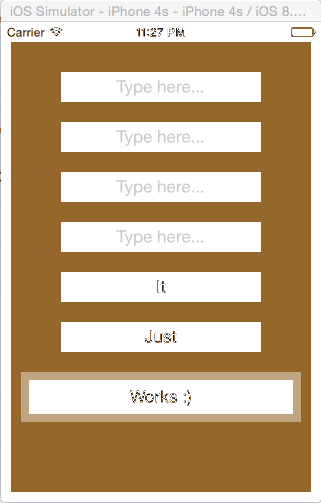 iOS Simulator - iPhone 4s - iPhone 4s / iOS 8....
Carrier 11:27 PM
Type here...
Type here...
Type here...
Type here...
It
Just
Works :)